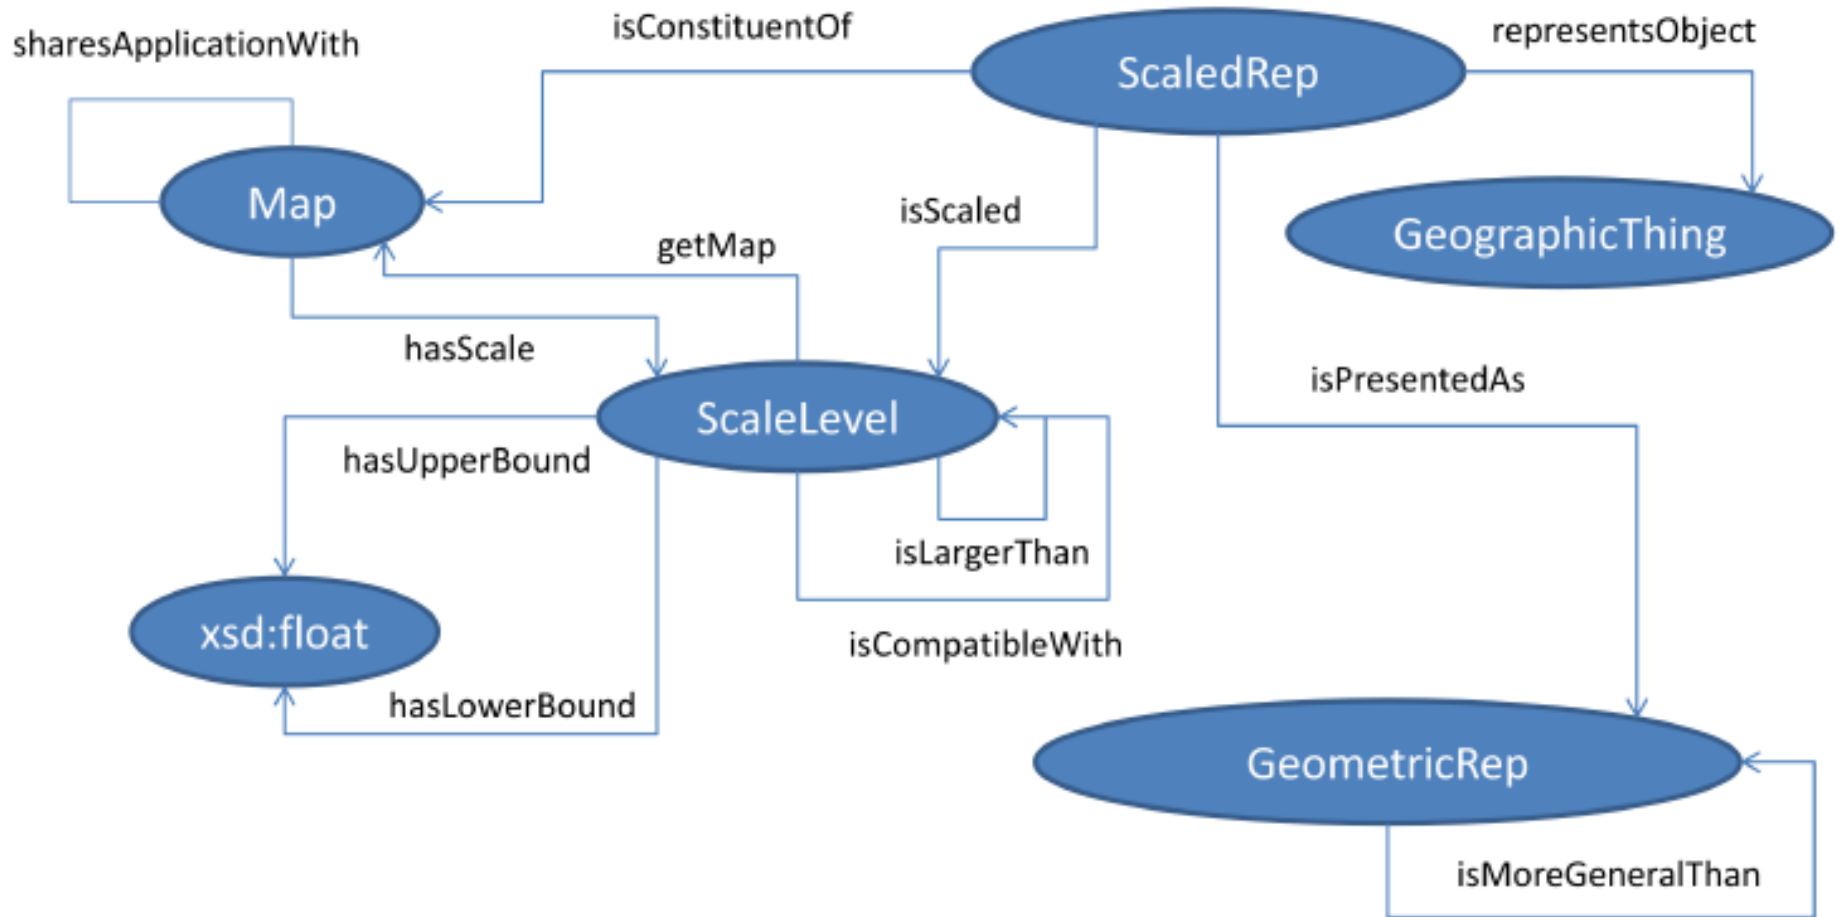 isConstituentOf
representsObject
sharesApplicationWith
ScaledRep
Map
isScaled
getMap
GeographicThing
hasScale
isPresentedAs
ScaleLevel
hasUpperBound
isLargerThan
xsd:float
isCompatibleWith
hasLowerBound
GeometricRep
isMoreGeneralThan